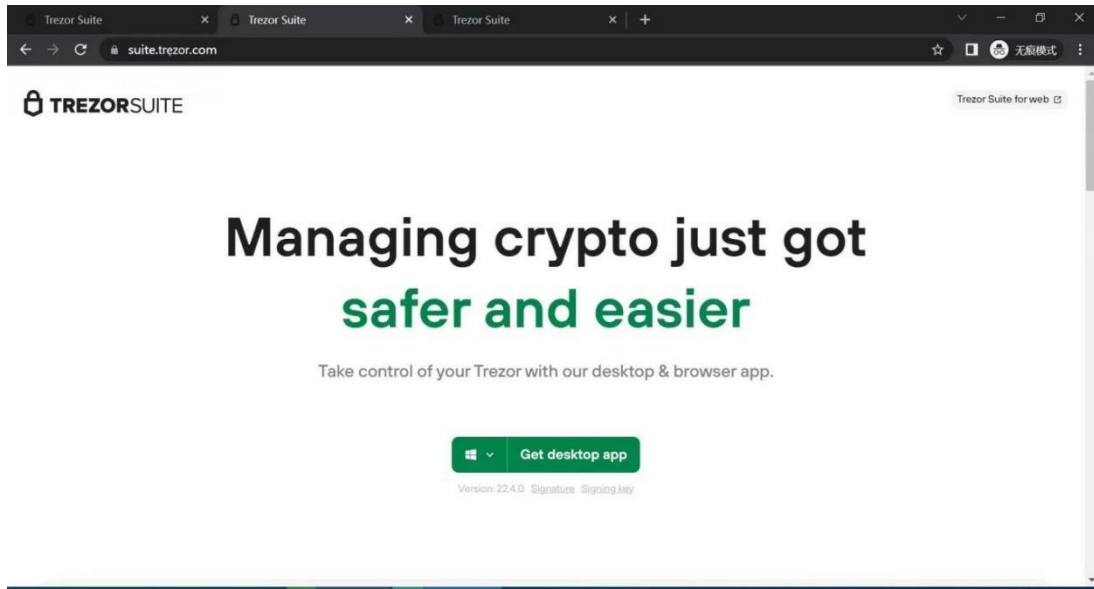 Trezor Suite
Trezor Suite
Trezor Suite
suite.trẹzor.com
无痕模式
TREZORSUITE
Trezor Suite for web
Managing crypto just got
safer and easier
Take control of your Trezor with our desktop & browser app.
Get desktop app
Version: 22.4.0 Signature Signing key